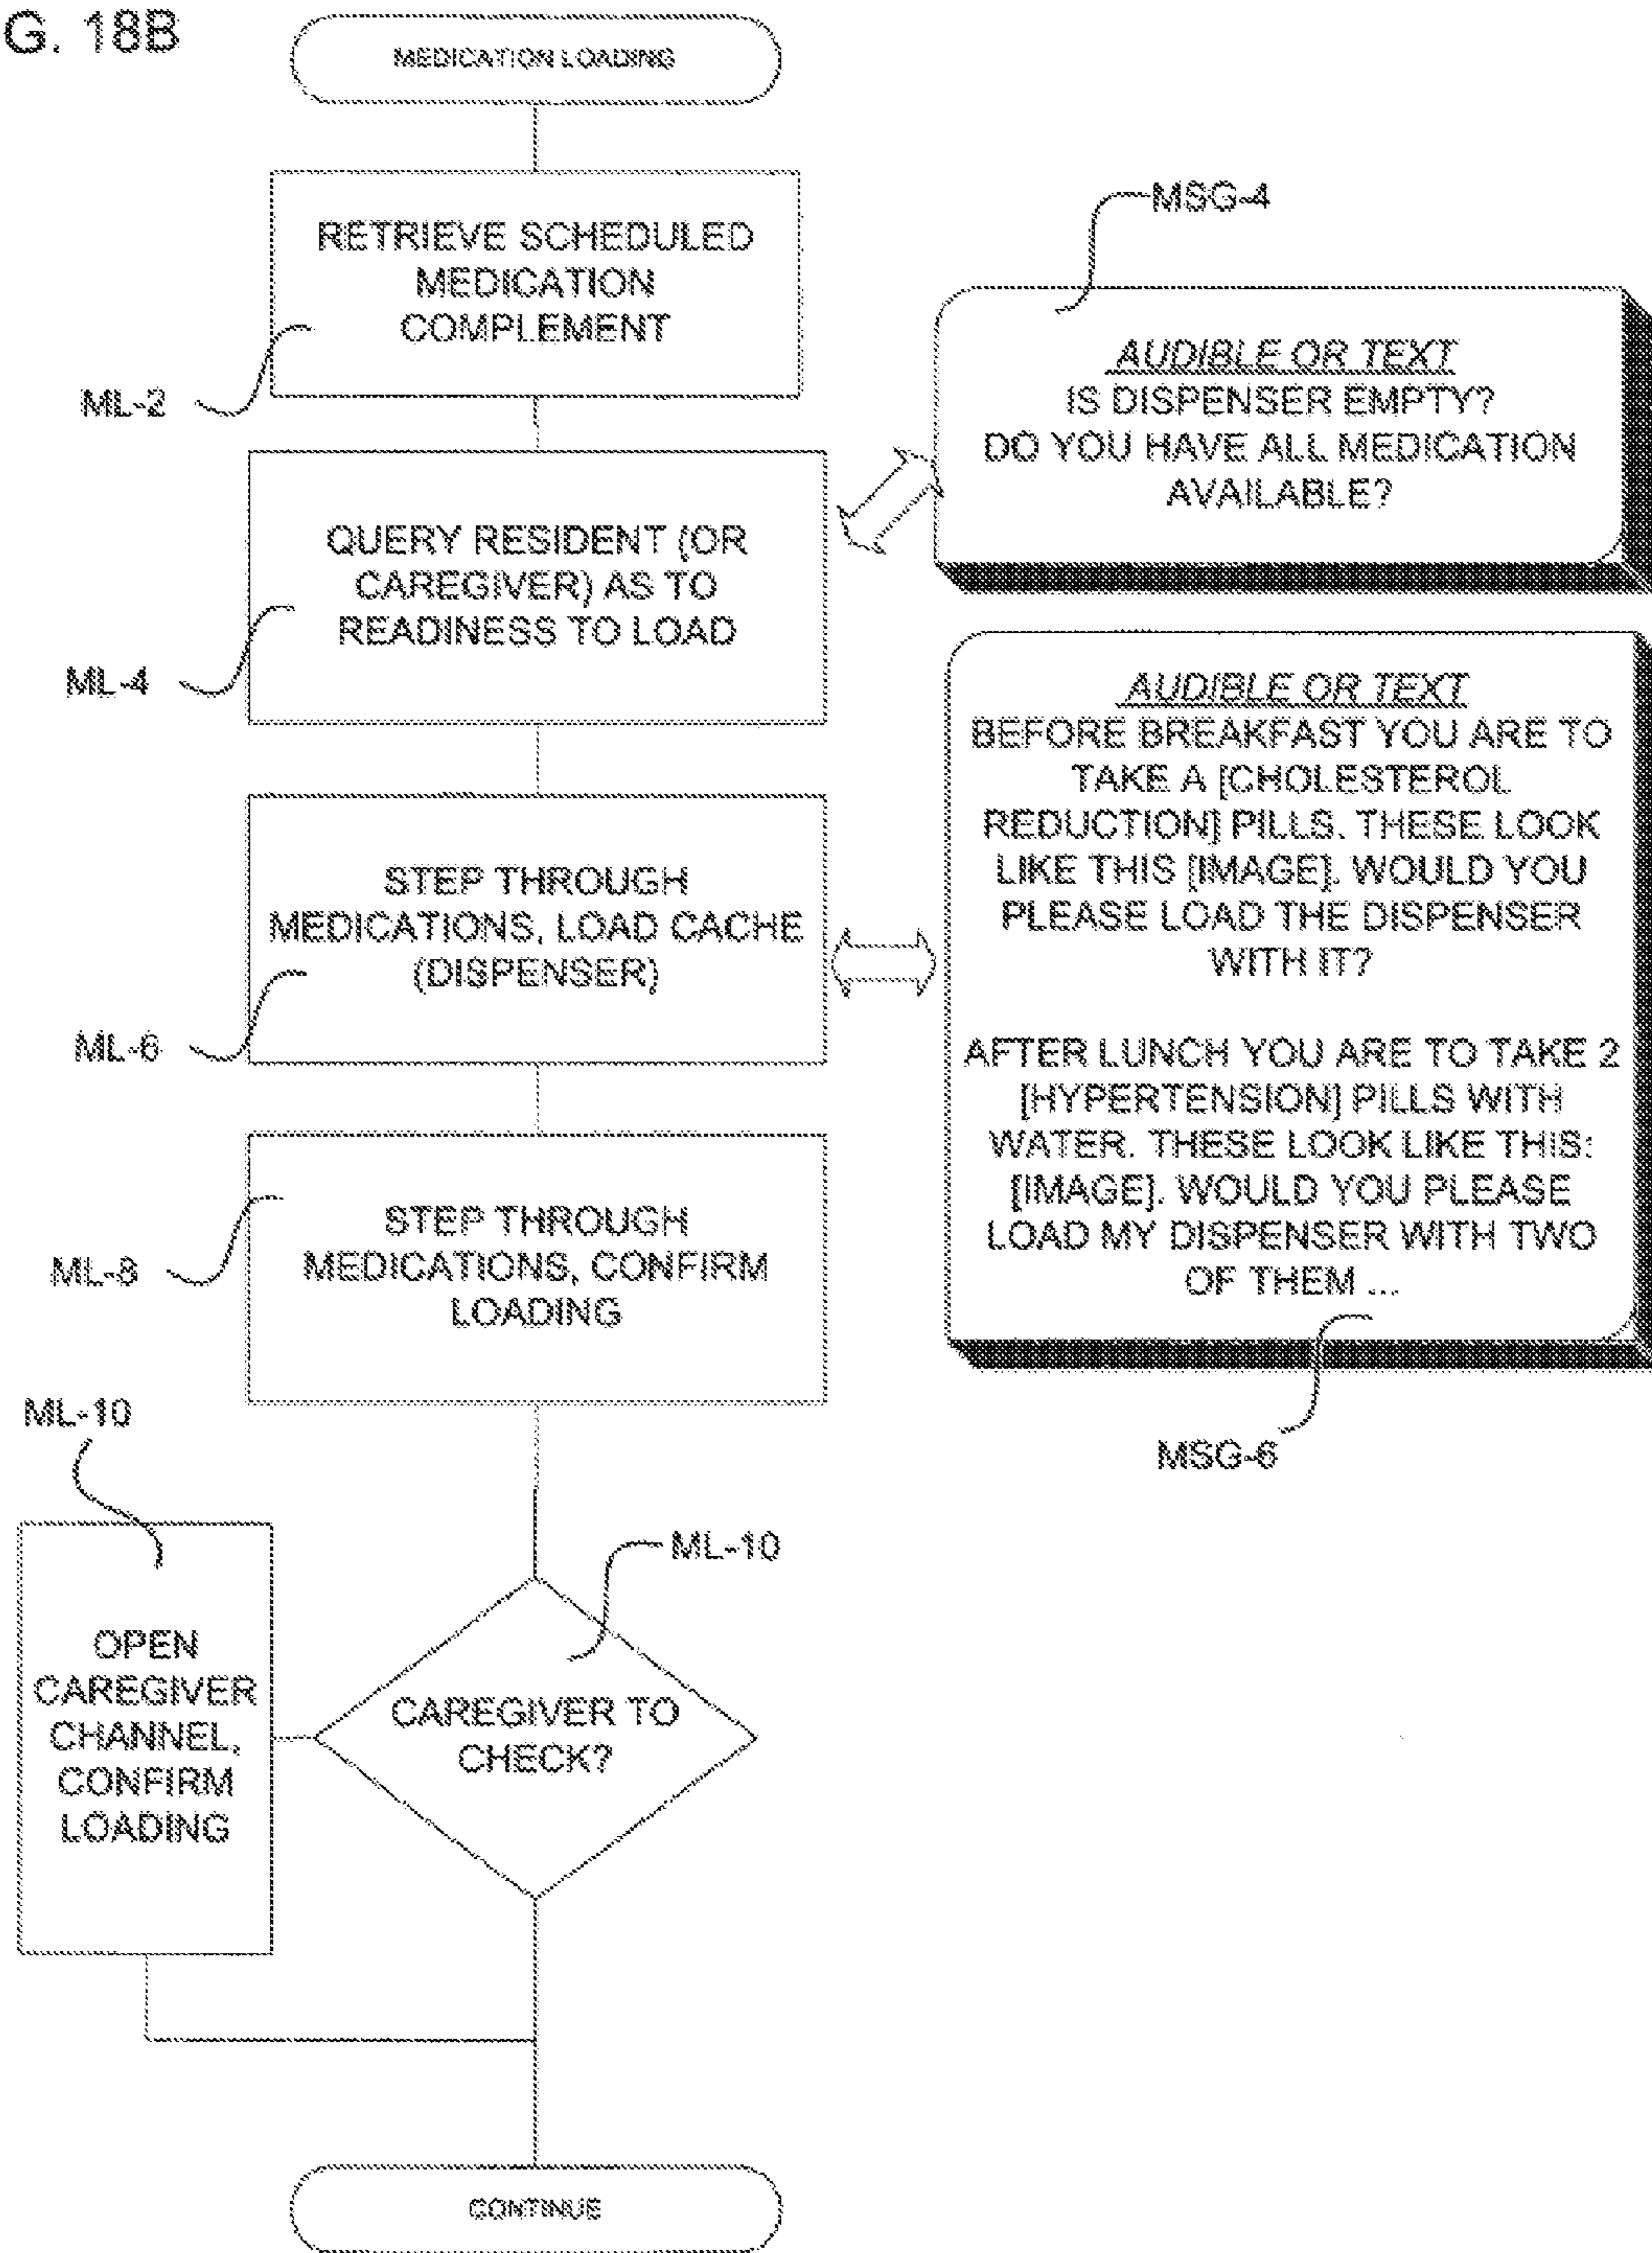 G. 18B
MEDICATION LOADING
RETRIEVE SCHEDULED
MEDICATION
COMPLEMENT
ML-2
MSG-4
AUDIBLE OR TEXT
IS DISPENSER EMPTY?
DO YOU HAVE ALL MEDICATION
AVAILABLE?
QUERY RESIDENT (OR
CAREGIVER) AS TO
READINESS TO LOAD
ML-4
AUDIBLE OR TEXT
BEFORE BREAKFAST YOU ARE TO
TAKE A [CHOLESTEROL
REDUCTION] PILLS. THESE LOOK
LIKE THIS [IMAGE]. WOULD YOU
PLEASE LOAD THE DISPENSER
WITH IT?
AFTER LUNCH YOU ARE TO TAKE 2
[HYPERTENSION] PILLS WITH
WATER. THESE LOOK LIKE THIS:
[IMAGE]. WOULD YOU PLEASE
LOAD MY DISPENSER WITH TWO
OF THEM ...
MSG-6
STEP THROUGH
MEDICATIONS, LOAD CACHE
(DISPENSER)
ML-6
STEP THROUGH
MEDICATIONS, CONFIRM
LOADING
ML-8
ML-10
OPEN
CAREGIVER
CHANNEL,
CONFIRM
LOADING
ML-10
CAREGIVER TO
CHECK?
CONTINUE